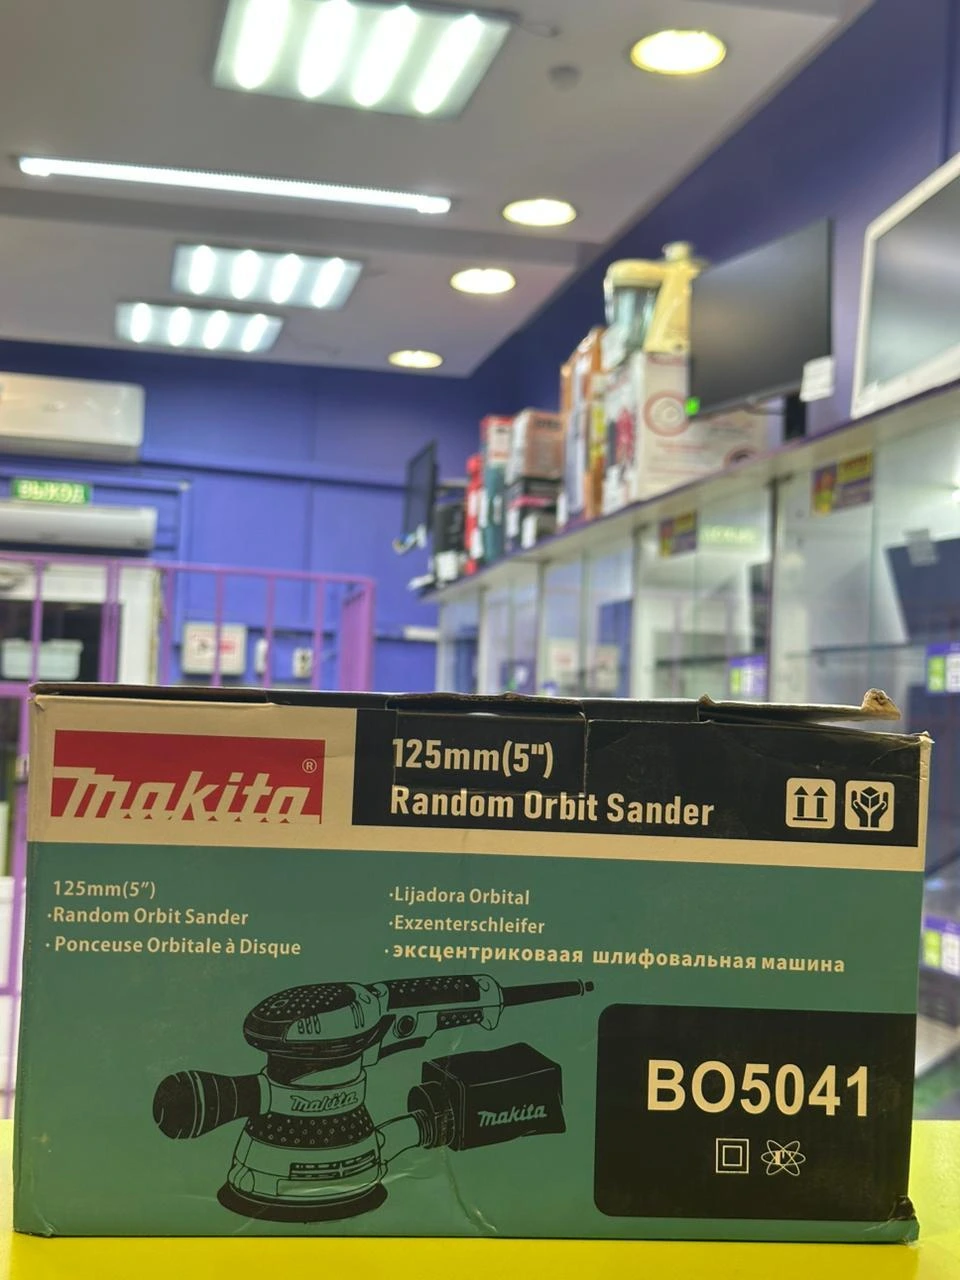 ВЫХОД
makita®
125mm(5")
Random Orbit Sander
125mm(5″)
·Random Orbit Sander
· Ponceuse Orbitale à Disque
·Lijadora Orbital
·Exzenterschleifer
· эксцентриковаая шлифовальная машина
makita
makita
BO5041